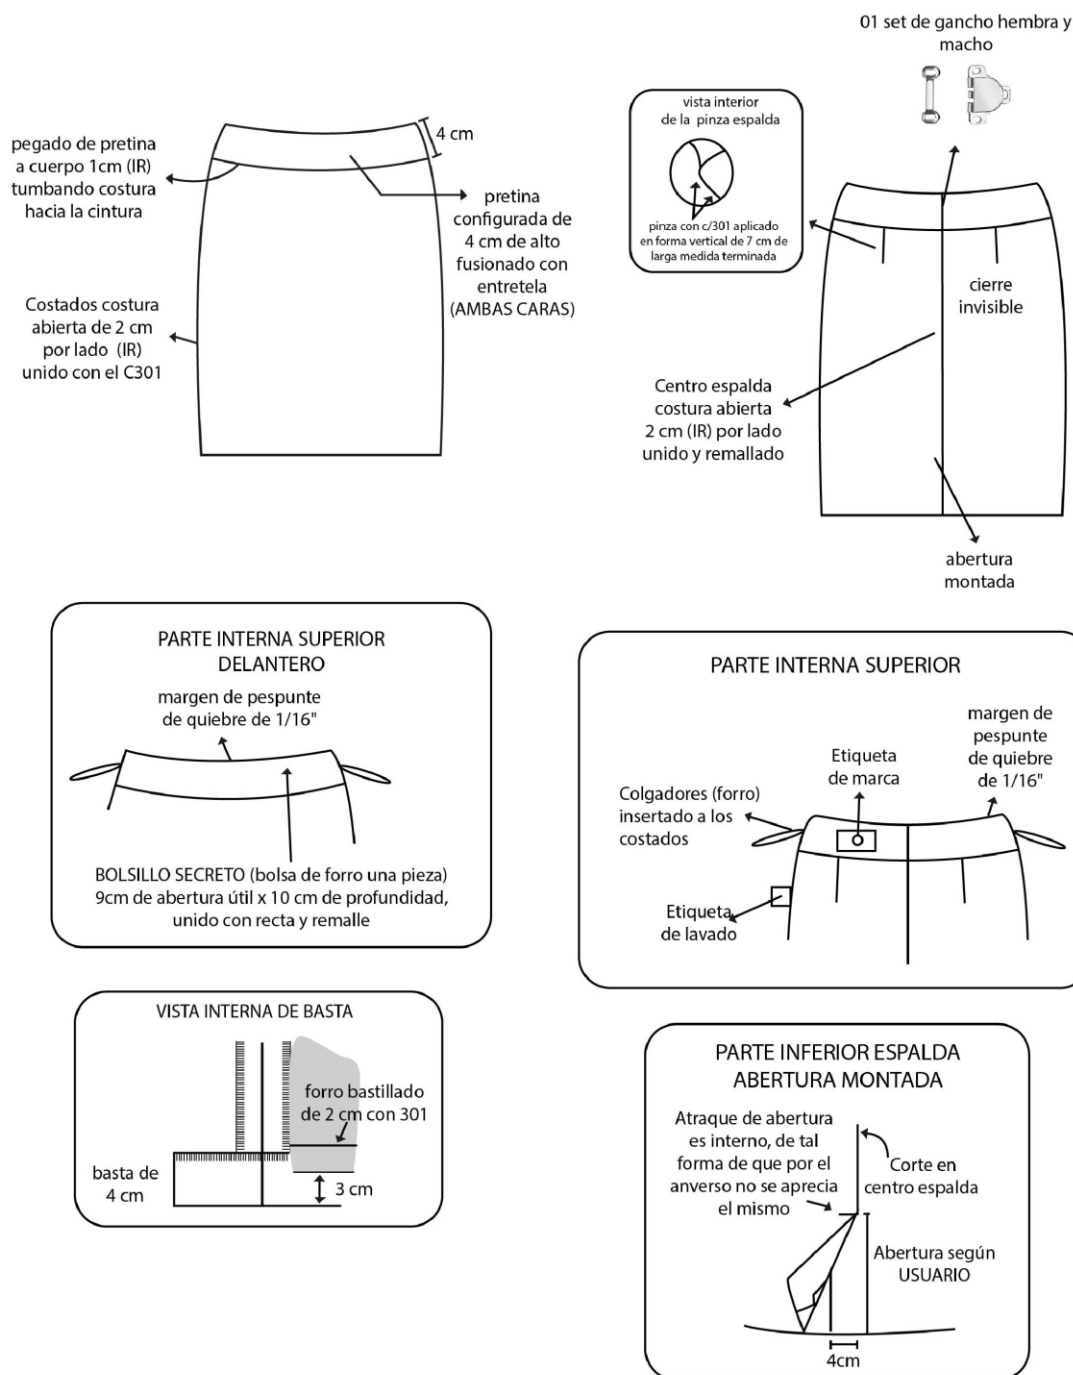 01 set de gancho hembra y
macho
vista interior
de la pinza espalda
pinza con c/301 aplicado
en forma vertical de 7 cm de
larga medida terminada
4 cm
pegado de pretina
a cuerpo 1cm (IR)
tumbando costura
hacia la cintura
pretina
configurada de
4 cm de alto
fusionado con
entretela
(AMBAS CARAS)
Costados costura
abierta de 2 cm
por lado (IR)
unido con el C301
cierre
invisible
Centro espalda
costura abierta
2 cm (IR) por lado
unido y remallado
abertura
montada
PARTE INTERNA SUPERIOR
DELANTERO
margen de pespunte
de quiebre de 1/16"
BOLSILLO SECRETO (bolsa de forro una pieza)
9cm de abertura útil x 10 cm de profundidad,
unido con recta y remalle
PARTE INTERNA SUPERIOR
margen de
pespunte
de quiebre
de 1/16"
Etiqueta
de marca
Colgadores (forro)
insertado a los
costados
Etiqueta
de lavado
VISTA INTERNA DE BASTA
forro bastillado
de 2 cm con 301
basta de
4 cm
3 cm
PARTE INFERIOR ESPALDA
ABERTURA MONTADA
Atraque de abertura
es interno, de tal
forma de que por el
anverso no se aprecia
el mismo
Corte en
centro espalda
Abertura según
USUARIO
4cm